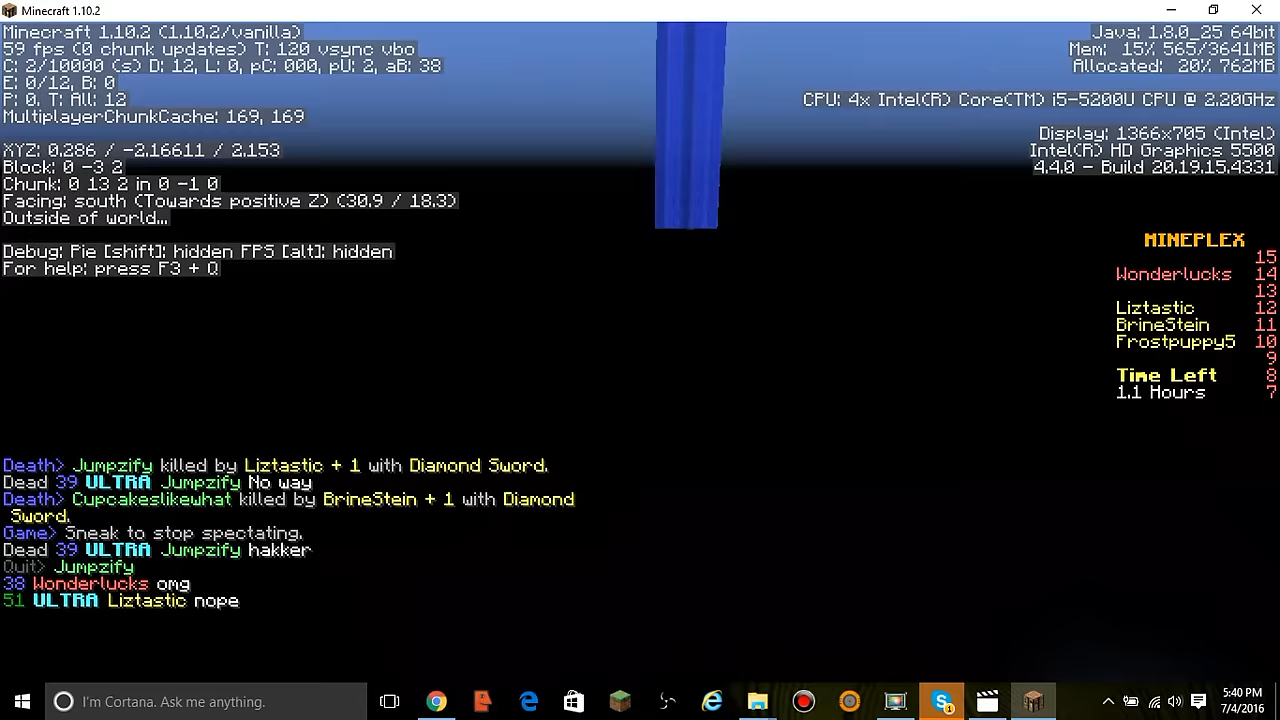 Minecraft 1.10.2
Minecraft 1.10.2 (1.10.2/vanilla)
59 fps (0 chunk updates) T: 120 vsync vbo
C: 2/10000 (s) D: 12, L: 0, pC: 000, pU: 2, aB: 38
E: 0/12, B: 0
P: 0, T: All: 12
MultiplayerChunkCache: 169, 169
XYZ: 0.286 / -2.16611 / 2.153
Block: 0 -3 2
Chunk: 0 13 2 in 0 -1 0
Facing: south (Towards positive Z) (30.9 / 18.3)
Outside of world...
Debug: Pie [shift]: hidden FPS [alt]: hidden
For help: press F3 + Q
Java: 1.8.0_25 64bit
Mem: 15% 565/3641MB
Allocated: 20% 762MB
CPU: 4x Intel(R) Core(TM) i5-5200U CPU @ 2.20GHz
Display: 1366x705 (Intel)
Intel(R) HD Graphics 5500
4.4.0 - Build 20.19.15.4331
MINEPLEX
15
Wonderlucks 14
13
Liztastic 12
BrineStein 11
Frostpuppy5 10
9
Time Left 8
1.1 Hours 7
Death> Jumpzify killed by Liztastic + 1 with Diamond Sword.
Dead 39 ULTRA Jumpzify No way
Death> Cupcakeslikewhat killed by BrineStein + 1 with Diamond
Sword.
Game> Sneak to stop spectating.
Dead 39 ULTRA Jumpzify hakker
Quit> Jumpzify
38 Wonderlucks omg
51 ULTRA Liztastic nope
I'm Cortana. Ask me anything.
1
5:40 PM
7/4/2016